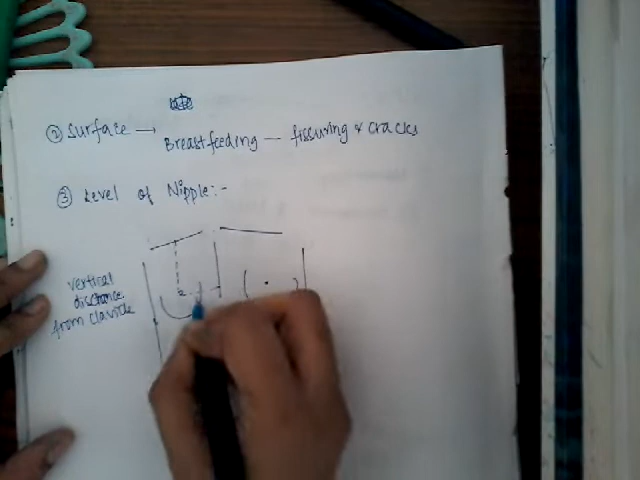 ② Surface →
Breastfeeding — fissuring & cracks
③ Level of Nipple:-
vertical
distance
from clavicle